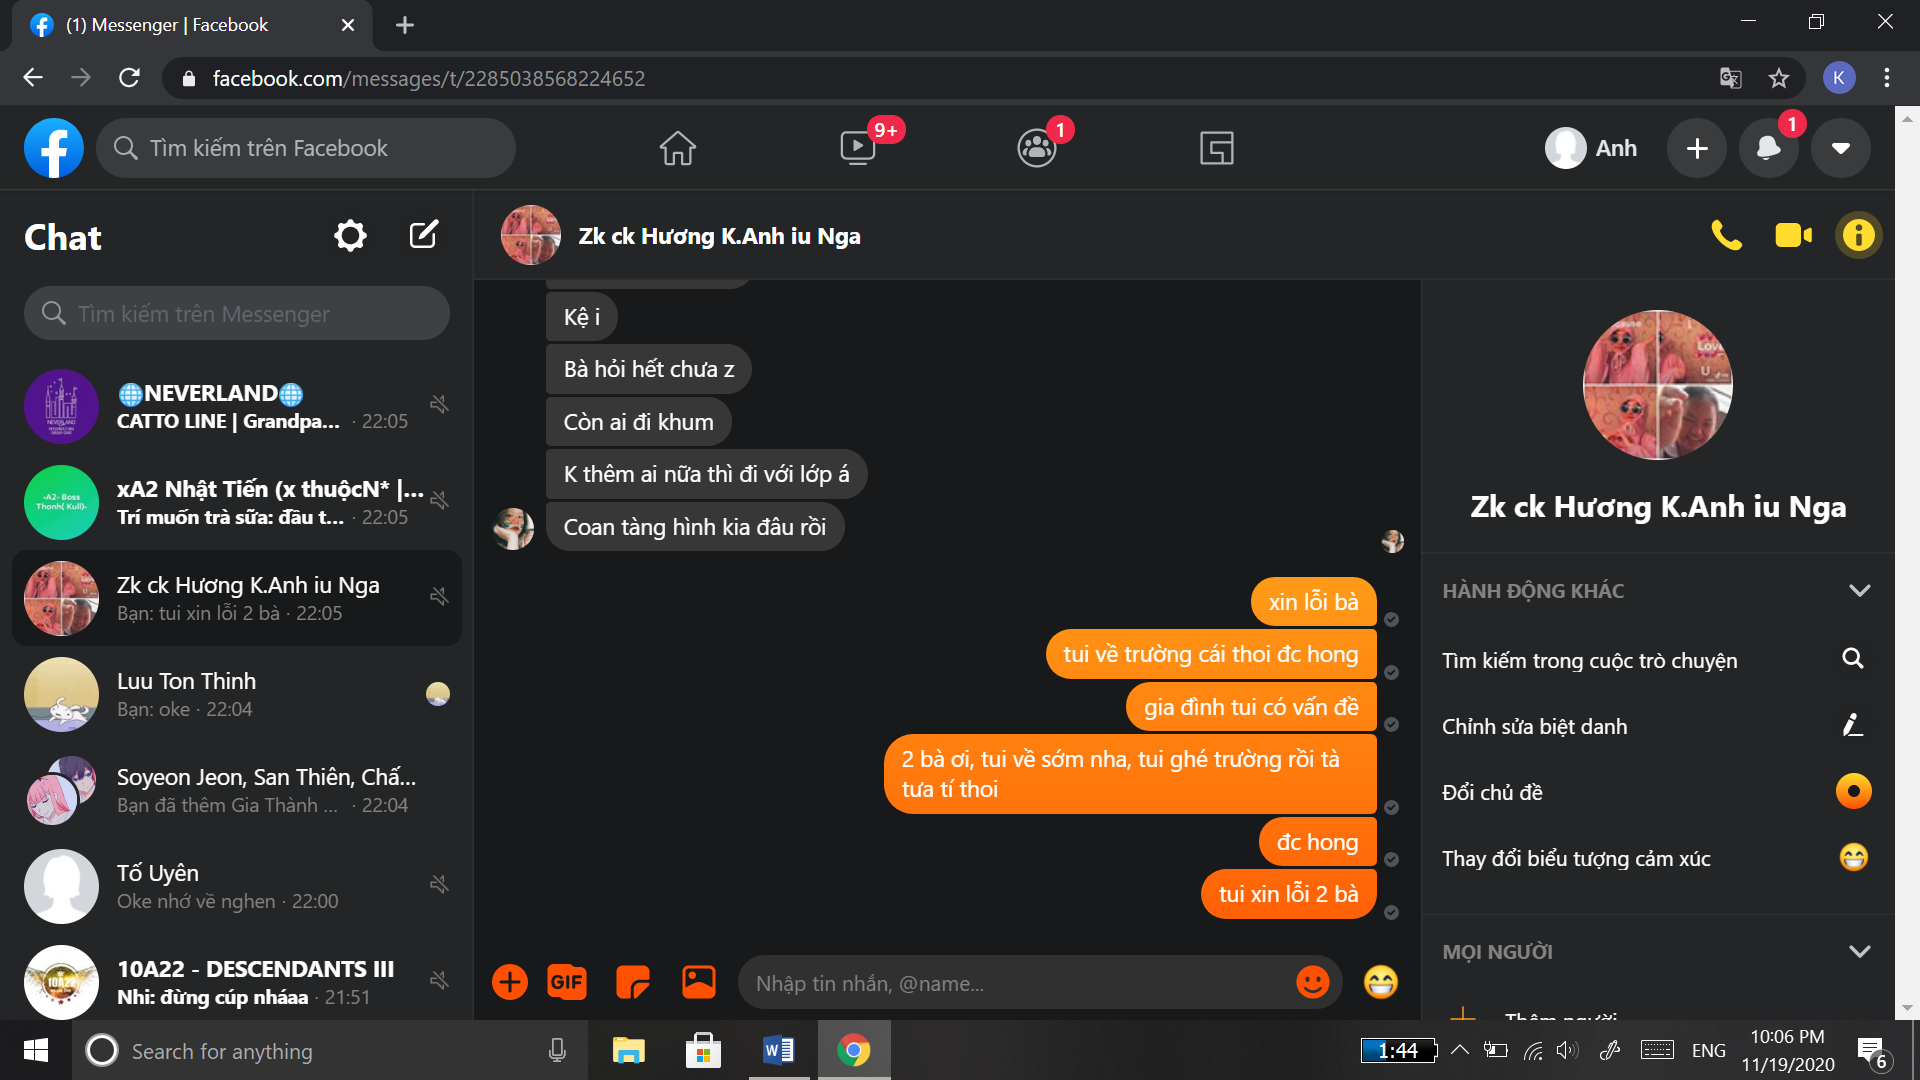 (1) Messenger | Facebook
facebook.com/messages/t/2285038568224652
K
Tìm kiếm trên Facebook
9+
1
Anh
1
Chat
Tìm kiếm trên Messenger
🌐NEVERLAND🌐
CATTO LINE | Grandpa... · 22:05
xA2 Nhật Tiến (x thuộcN* |...
Trí muốn trà sữa: đầu t... · 22:05
-A2- Boss
Thanh( Kull)-
Zk ck Hương K.Anh iu Nga
Bạn: tui xin lỗi 2 bà · 22:05
Luu Ton Thinh
Bạn: oke · 22:04
Soyeon Jeon, San Thiên, Chấ...
Bạn đã thêm Gia Thành ... · 22:04
Tố Uyên
Oke nhớ về nghen · 22:00
10A22 - DESCENDANTS III
Nhi: đừng cúp nháaa · 21:51
10A22
Zk ck Hương K.Anh iu Nga
Kệ i
Bà hỏi hết chưa z
Còn ai đi khum
K thêm ai nữa thì đi với lớp á
Coan tàng hình kia đâu rồi
xin lỗi bà
tui về trường cái thoi đc hong
gia đình tui có vấn đề
2 bà ơi, tui về sớm nha, tui ghé trường rồi tà
tưa tí thoi
đc hong
tui xin lỗi 2 bà
GIF
Nhập tin nhắn, @name...
Love
U
Zk ck Hương K.Anh iu Nga
HÀNH ĐỘNG KHÁC
Tìm kiếm trong cuộc trò chuyện
Chỉnh sửa biệt danh
Đổi chủ đề
Thay đổi biểu tượng cảm xúc
MỌI NGƯỜI
Thêm người
Search for anything
1:44
ENG
10:06 PM
11/19/2020
6